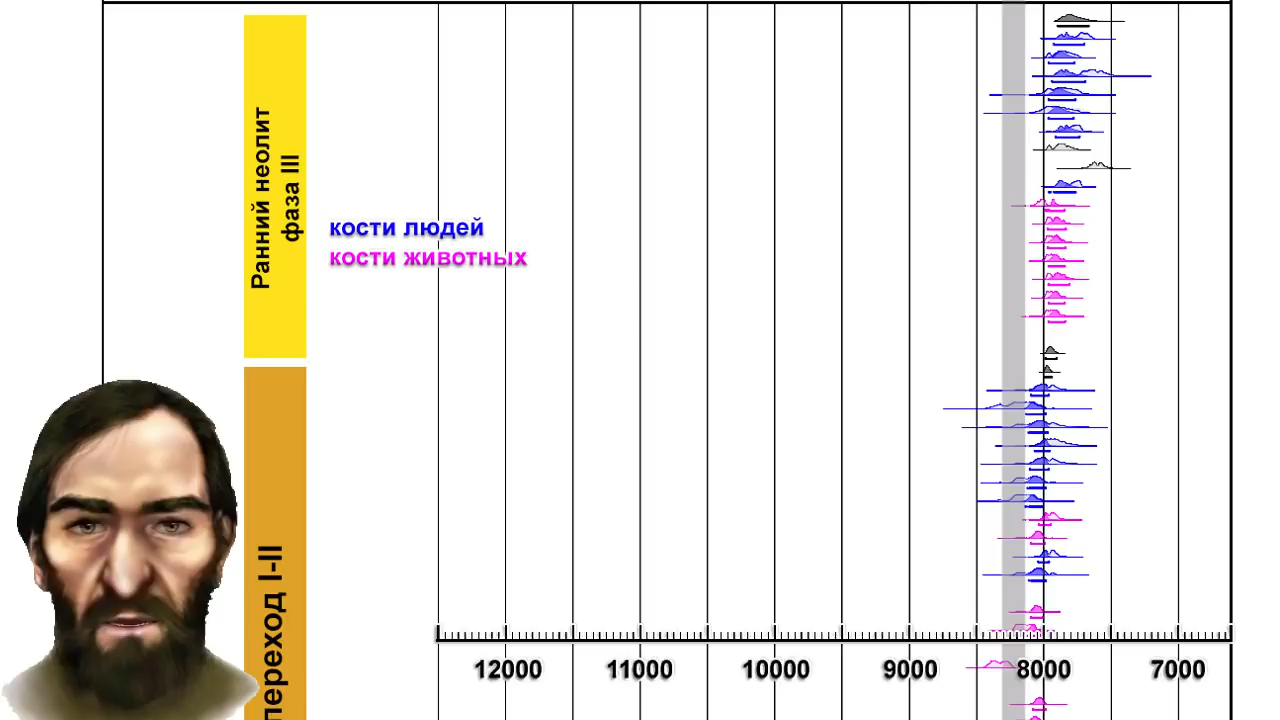 Ранний неолит
фаза III
кости людей
кости животных
переход I-II
12000 11000 10000 9000 8000 7000